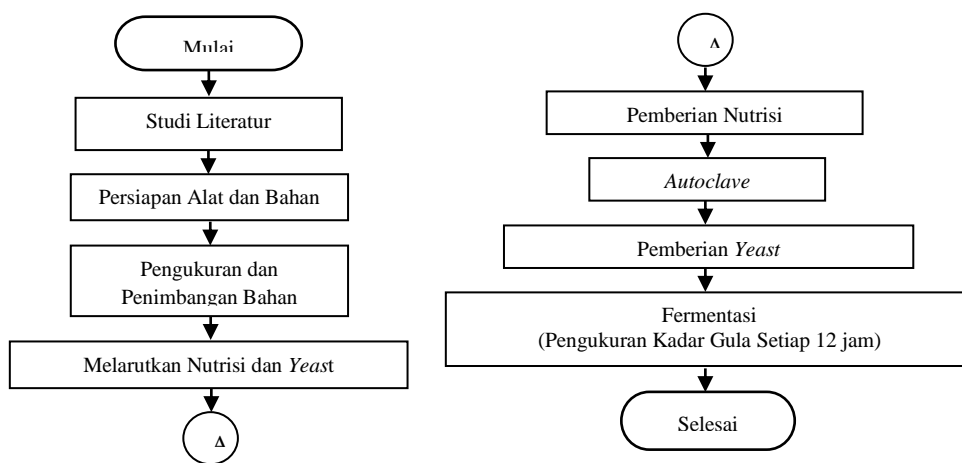 Mulai
Studi Literatur
Persiapan Alat dan Bahan
Pengukuran dan
Penimbangan Bahan
Melarutkan Nutrisi dan Yeast
A
A
Pemberian Nutrisi
Autoclave
Pemberian Yeast
Fermentasi
(Pengukuran Kadar Gula Setiap 12 jam)
Selesai